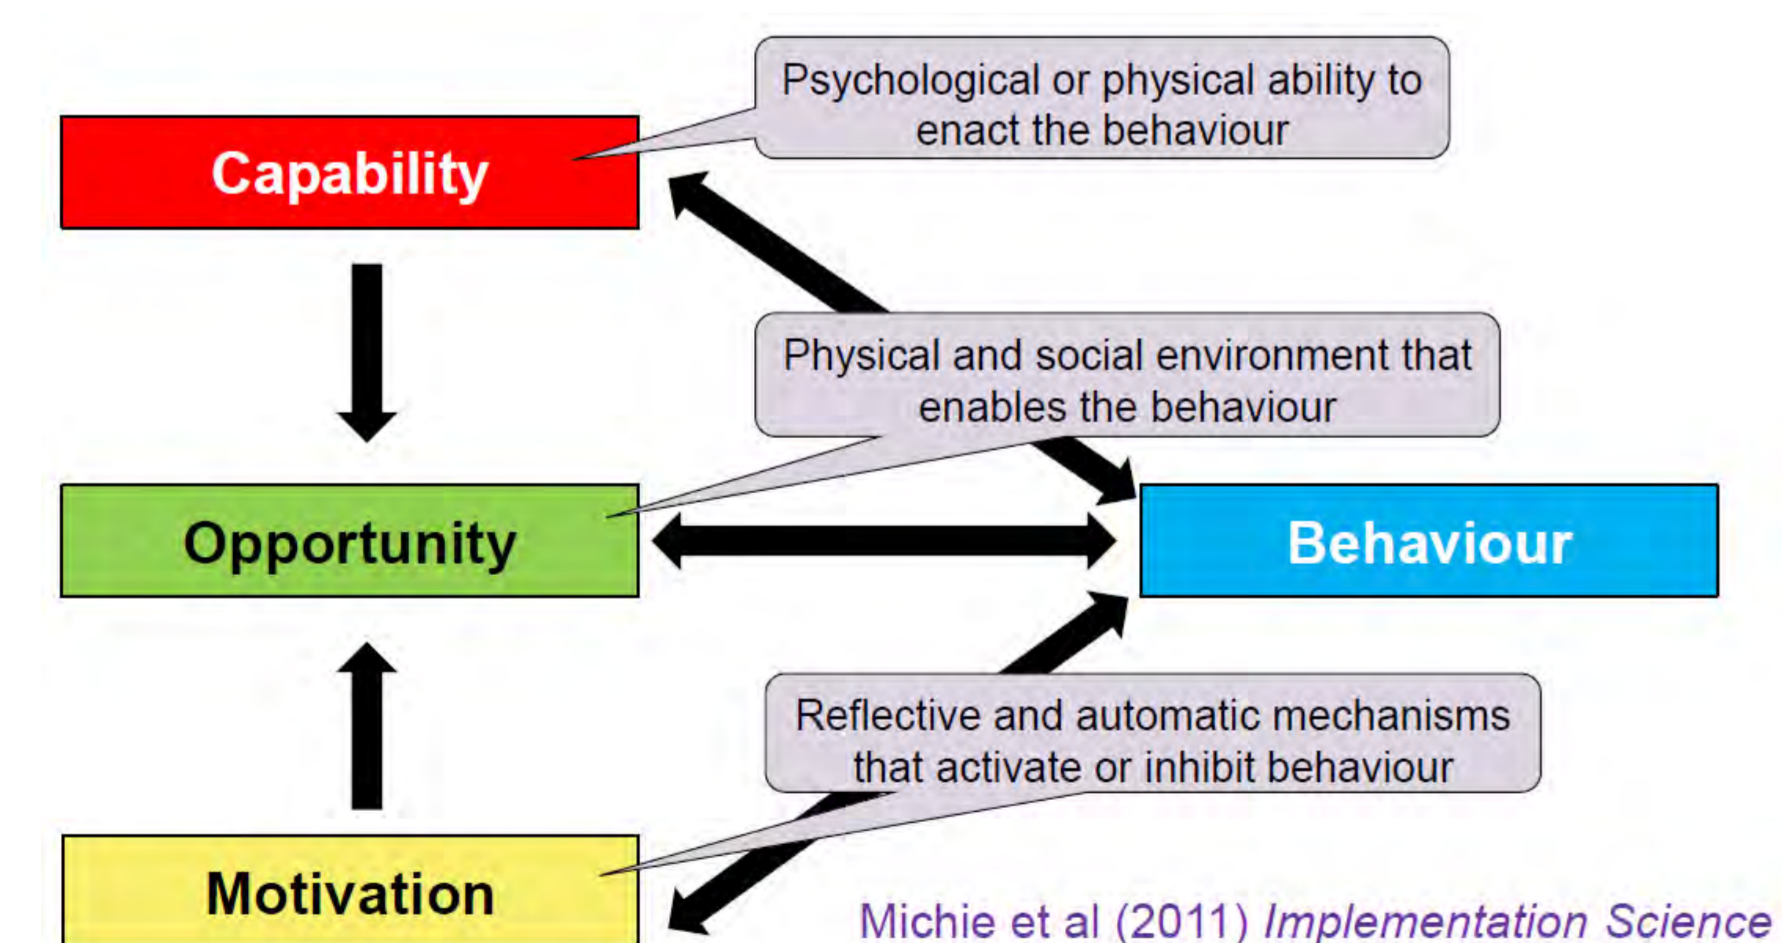 Psychological or physical ability to
enact the behaviour
Capability
Physical and social environment that
enables the behaviour
Opportunity
Behaviour
Reflective and automatic mechanisms
that activate or inhibit behaviour
Motivation
Michie et al (2011) Implementation Science